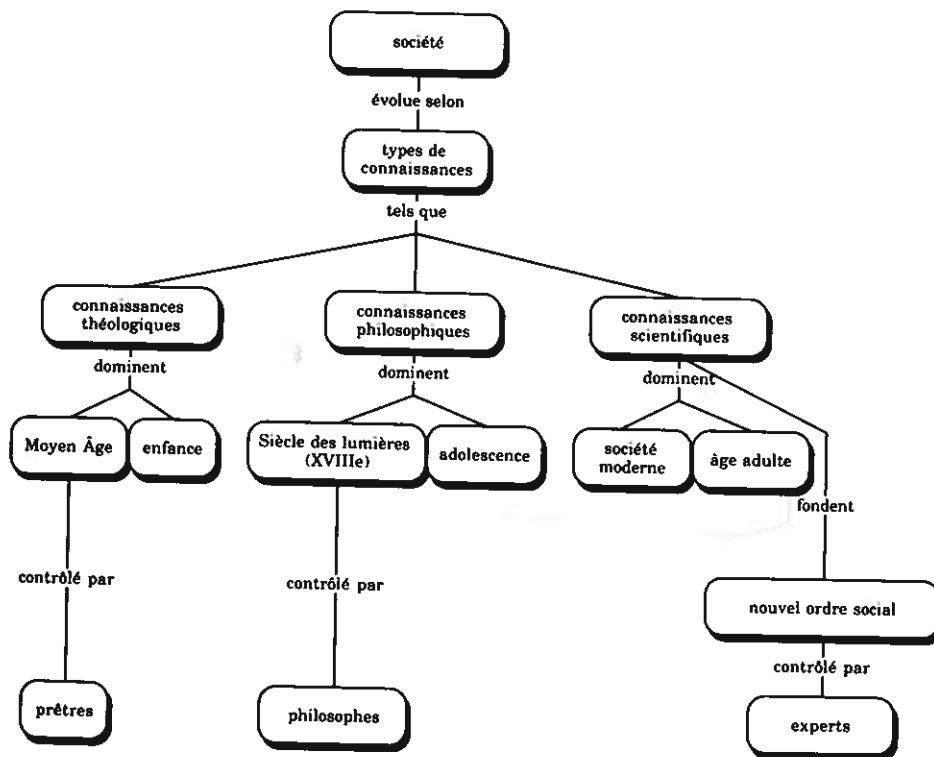 société
évolue selon
types de
connaissances
tels que
connaissances
théologiques
connaissances
philosophiques
connaissances
scientifiques
dominent
dominent
dominent
Moyen Âge
enfance
Siècle des lumières
(XVIIIe)
adolescence
société
moderne
âge adulte
fondent
contrôlé par
contrôlé par
nouvel ordre social
contrôlé par
prêtres
philosophes
experts